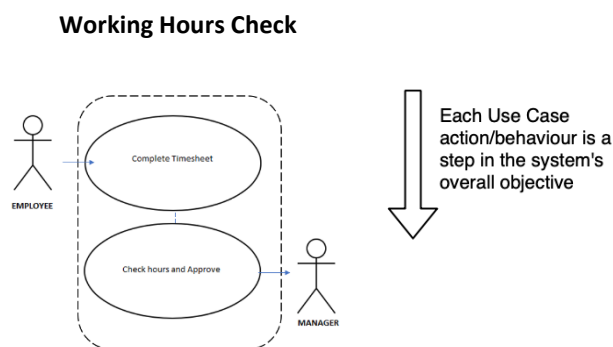 Working Hours Check
Complete Timesheet
EMPLOYEE
Check hours and Approve
MANAGER
Each Use Case
action/behaviour is a
step in the system's
overall objective